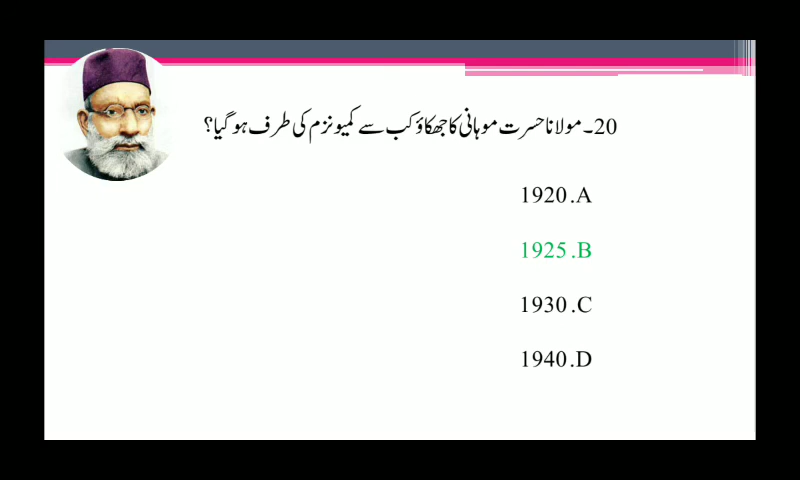 20۔ مولانا حسرت موہانی کا جھکاؤ کب سے کمیونزم کی طرف ہو گیا؟
1920.A
1925.B
1930.C
1940.D